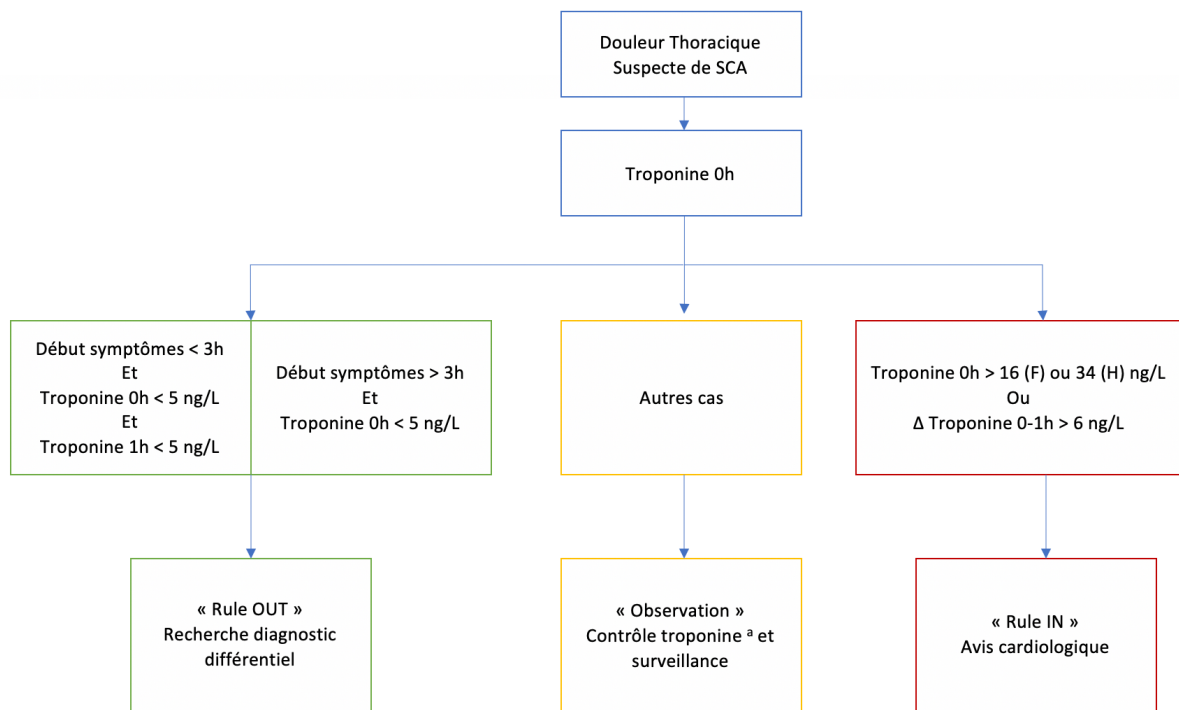 Douleur Thoracique
Suspecte de SCA
Troponine 0h
Début symptômes < 3h
Et
Troponine 0h < 5 ng/L
Et
Troponine 1h < 5 ng/L
Début symptômes > 3h
Et
Troponine 0h < 5 ng/L
Autres cas
Troponine 0h > 16 (F) ou 34 (H) ng/L
Ou
Δ Troponine 0-1h > 6 ng/L
« Rule OUT »
Recherche diagnostic
différentiel
« Observation »
Contrôle troponine ª et
surveillance
« Rule IN »
Avis cardiologique